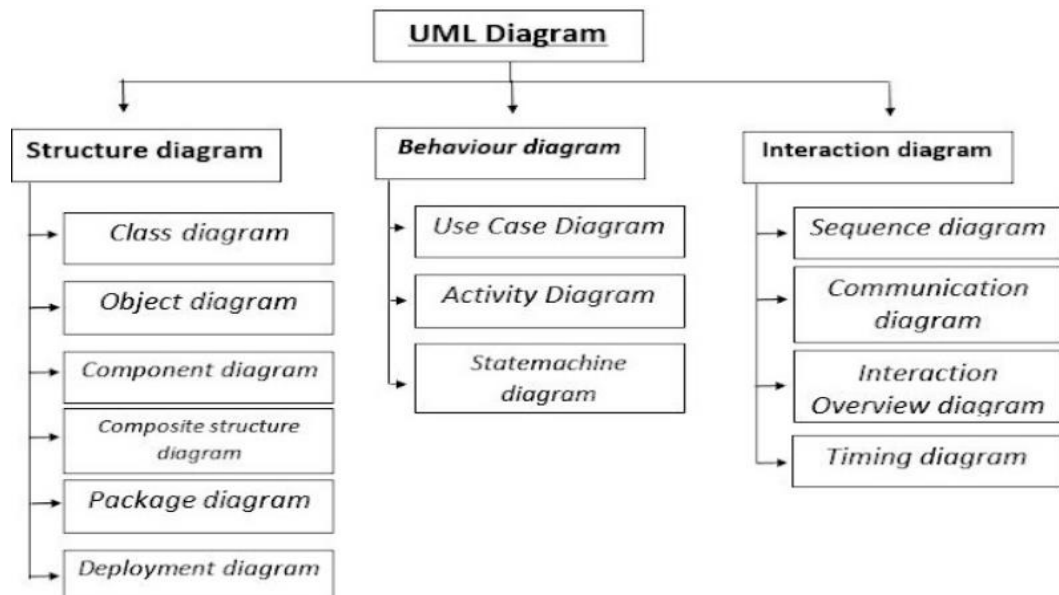 UML Diagram
Structure diagram
Class diagram
Object diagram
Component diagram
Composite structure
diagram
Package diagram
Deployment diagram
Behaviour diagram
Use Case Diagram
Activity Diagram
Statemachine
diagram
Interaction diagram
Sequence diagram
Communication
diagram
Interaction
Overview diagram
Timing diagram